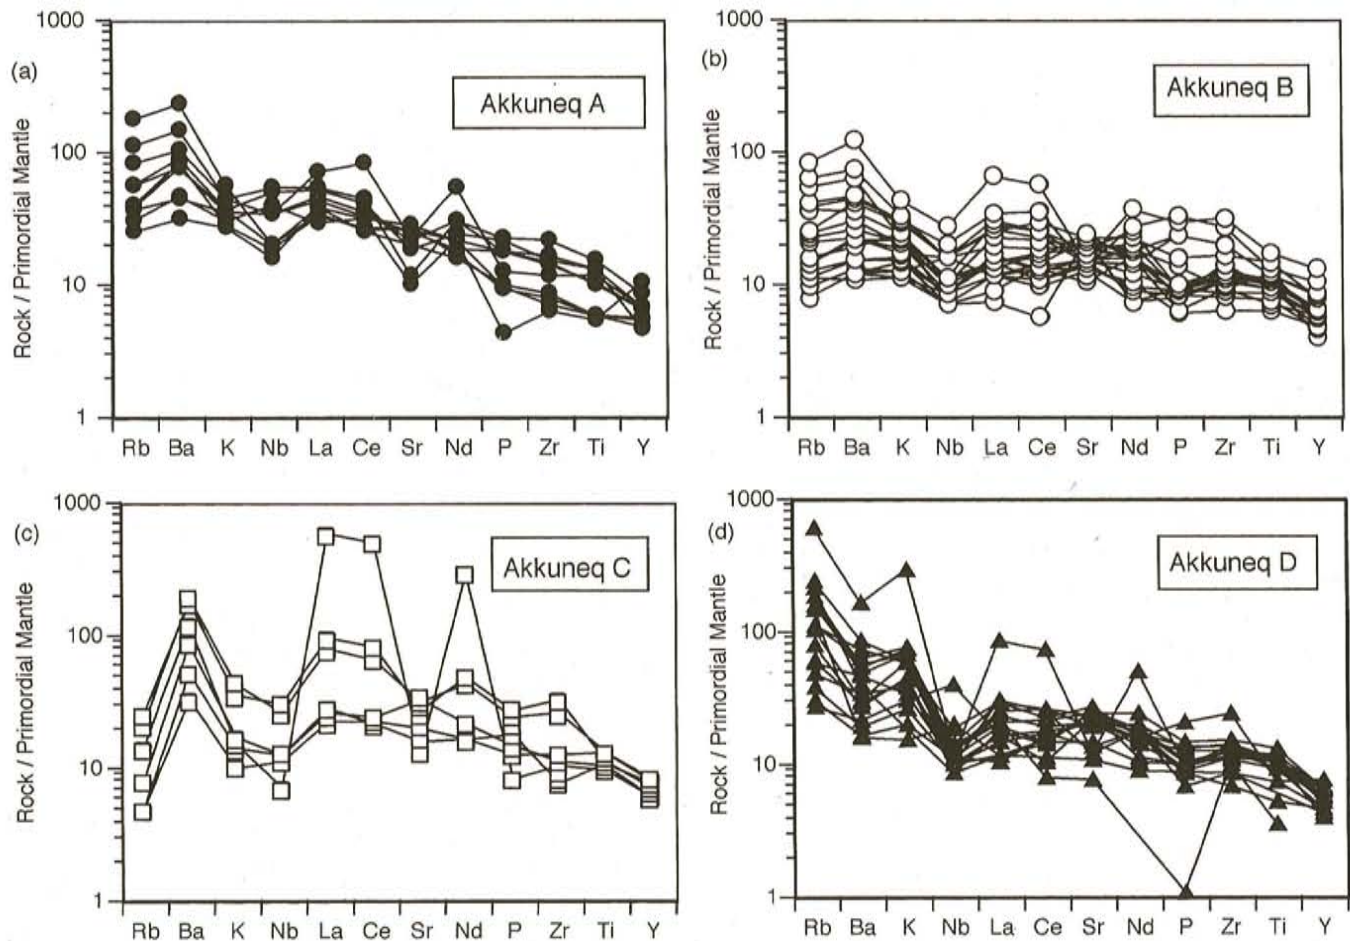 (a)
Akkuneq A
Rock / Primordial Mantle
1000
100
10
1
Rb Ba K Nb La Ce Sr Nd P Zr Ti Y
(b)
Akkuneq B
Rock / Primordial Mantle
1000
100
10
1
Rb Ba K Nb La Ce Sr Nd P Zr Ti Y
(c)
Akkuneq C
Rock / Primordial Mantle
1000
100
10
1
Rb Ba K Nb La Ce Sr Nd P Zr Ti Y
(d)
Akkuneq D
Rock / Primordial Mantle
1000
100
10
1
Rb Ba K Nb La Ce Sr Nd P Zr Ti Y